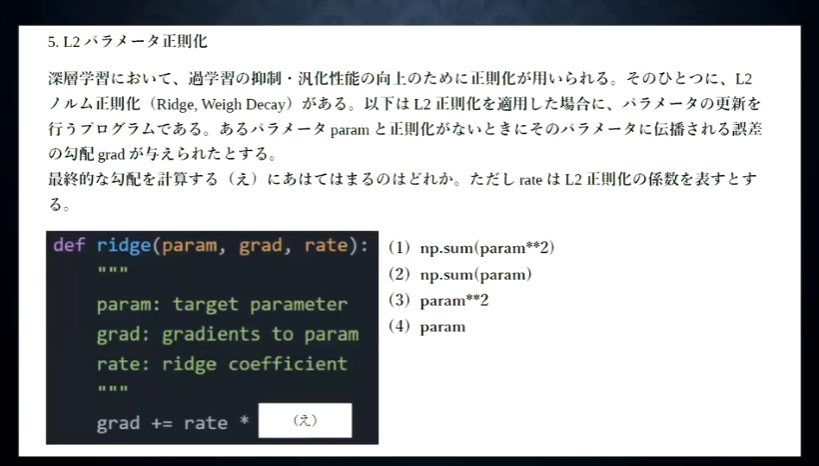 5. L2 パラメータ正則化
深層学習において、過学習の抑制・汎化性能の向上のために正則化が用いられる。そのひとつに、L2
ノルム正則化（Ridge, Weigh Decay）がある。以下は L2 正則化を適用した場合に、パラメータの更新を
行うプログラムである。あるパラメータ param と正則化がないときにそのパラメータに伝播される誤差
の勾配 grad が与えられたとする。
最終的な勾配を計算する（え）にあはてはまるのはどれか。ただし rate は L2 正則化の係数を表すとす
る。
def ridge(param, grad, rate):
"""
param: target parameter
grad: gradients to param
rate: ridge coefficient
"""
grad += rate * （え）
(1) np.sum(param**2)
(2) np.sum(param)
(3) param**2
(4) param